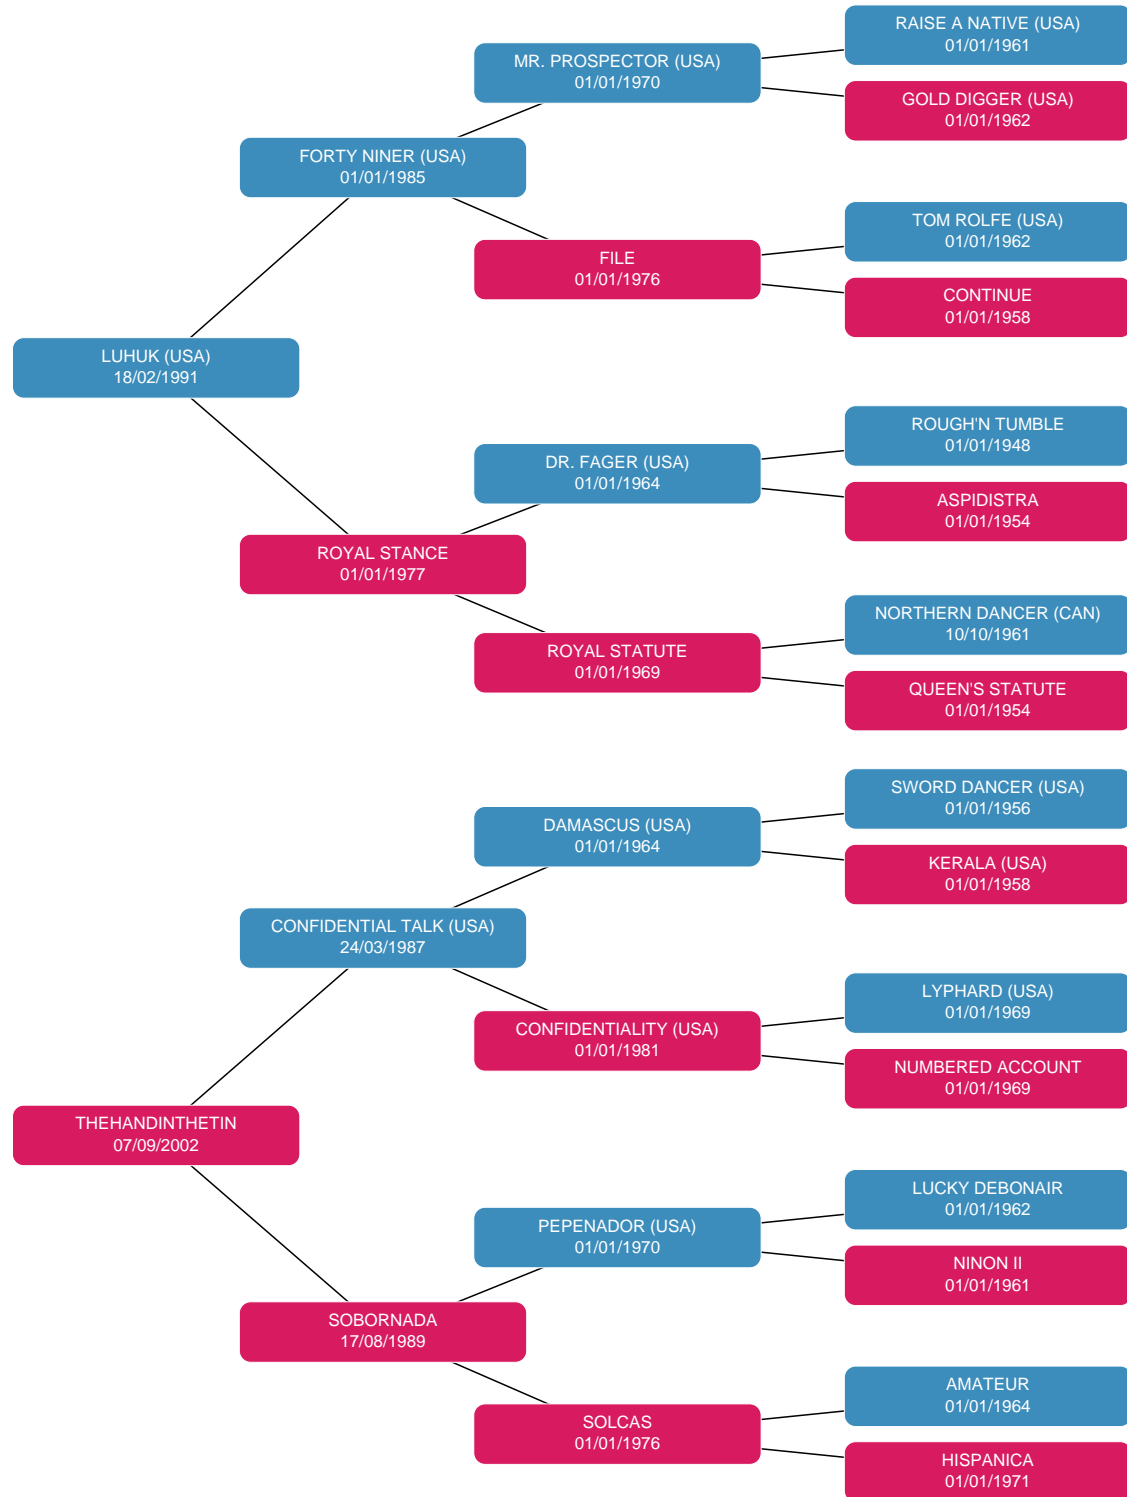 RAISE A NATIVE (USA)
01/01/1961
MR. PROSPECTOR (USA)
01/01/1970
GOLD DIGGER (USA)
01/01/1962
FORTY NINER (USA)
01/01/1985
TOM ROLFE (USA)
01/01/1962
FILE
01/01/1976
CONTINUE
01/01/1958
LUHUK (USA)
18/02/1991
ROUGH'N TUMBLE
01/01/1948
DR. FAGER (USA)
01/01/1964
ASPIDISTRA
01/01/1954
ROYAL STANCE
01/01/1977
NORTHERN DANCER (CAN)
10/10/1961
ROYAL STATUTE
01/01/1969
QUEEN'S STATUTE
01/01/1954
SWORD DANCER (USA)
01/01/1956
DAMASCUS (USA)
01/01/1964
KERALA (USA)
01/01/1958
CONFIDENTIAL TALK (USA)
24/03/1987
LYPHARD (USA)
01/01/1969
CONFIDENTIALITY (USA)
01/01/1981
NUMBERED ACCOUNT
01/01/1969
THEHANDINTHETIN
07/09/2002
LUCKY DEBONAIR
01/01/1962
PEPENADOR (USA)
01/01/1970
NINON II
01/01/1961
SOBORNADA
17/08/1989
AMATEUR
01/01/1964
SOLCAS
01/01/1976
HISPANICA
01/01/1971